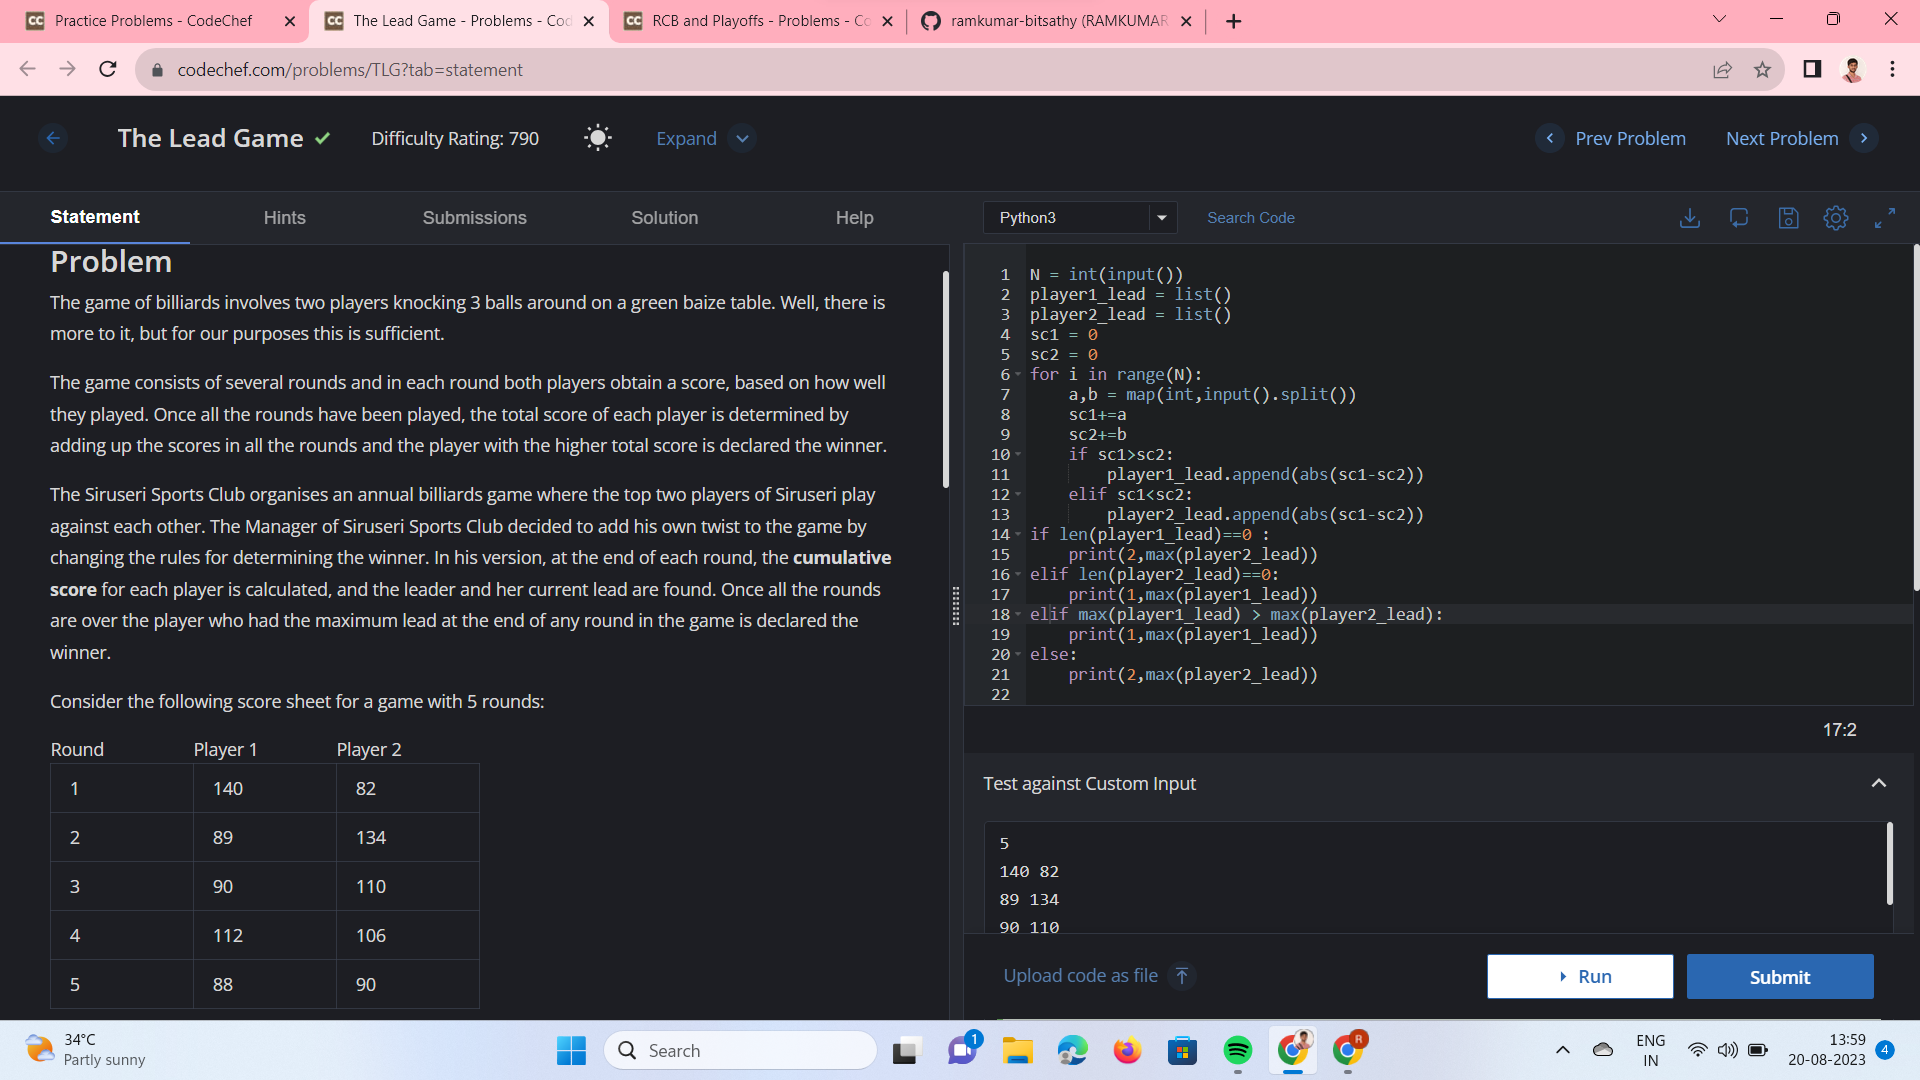 Practice Problems - CodeChef
The Lead Game - Problems - Cod
RCB and Playoffs - Problems - Co
ramkumar-bitsathy (RAMKUMAR
codechef.com/problems/TLG?tab=statement
The Lead Game
Difficulty Rating: 790
Expand
Prev Problem
Next Problem
Statement
Hints
Submissions
Solution
Help
Python3
Search Code
Problem
The game of billiards involves two players knocking 3 balls around on a green baize table. Well, there is
more to it, but for our purposes this is sufficient.
The game consists of several rounds and in each round both players obtain a score, based on how well
they played. Once all the rounds have been played, the total score of each player is determined by
adding up the scores in all the rounds and the player with the higher total score is declared the winner.
The Siruseri Sports Club organises an annual billiards game where the top two players of Siruseri play
against each other. The Manager of Siruseri Sports Club decided to add his own twist to the game by
changing the rules for determining the winner. In his version, at the end of each round, the cumulative
score for each player is calculated, and the leader and her current lead are found. Once all the rounds
are over the player who had the maximum lead at the end of any round in the game is declared the
winner.
Consider the following score sheet for a game with 5 rounds:
Round Player 1 Player 2
1 140 82
2 89 134
3 90 110
4 112 106
5 88 90
1 N = int(input())
2 player1_lead = list()
3 player2_lead = list()
4 sc1 = 0
5 sc2 = 0
6 for i in range(N):
7 a,b = map(int,input().split())
8 sc1+=a
9 sc2+=b
10 if sc1>sc2:
11 player1_lead.append(abs(sc1-sc2))
12 elif sc1<sc2:
13 player2_lead.append(abs(sc1-sc2))
14 if len(player1_lead)==0 :
15 print(2,max(player2_lead))
16 elif len(player2_lead)==0:
17 print(1,max(player1_lead))
18 elif max(player1_lead) > max(player2_lead):
19 print(1,max(player1_lead))
20 else:
21 print(2,max(player2_lead))
22
17:2
Test against Custom Input
5
140 82
89 134
90 110
Upload code as file
Run
Submit
34°C
Partly sunny
Search
1
R
ENG
IN
13:59
20-08-2023
4